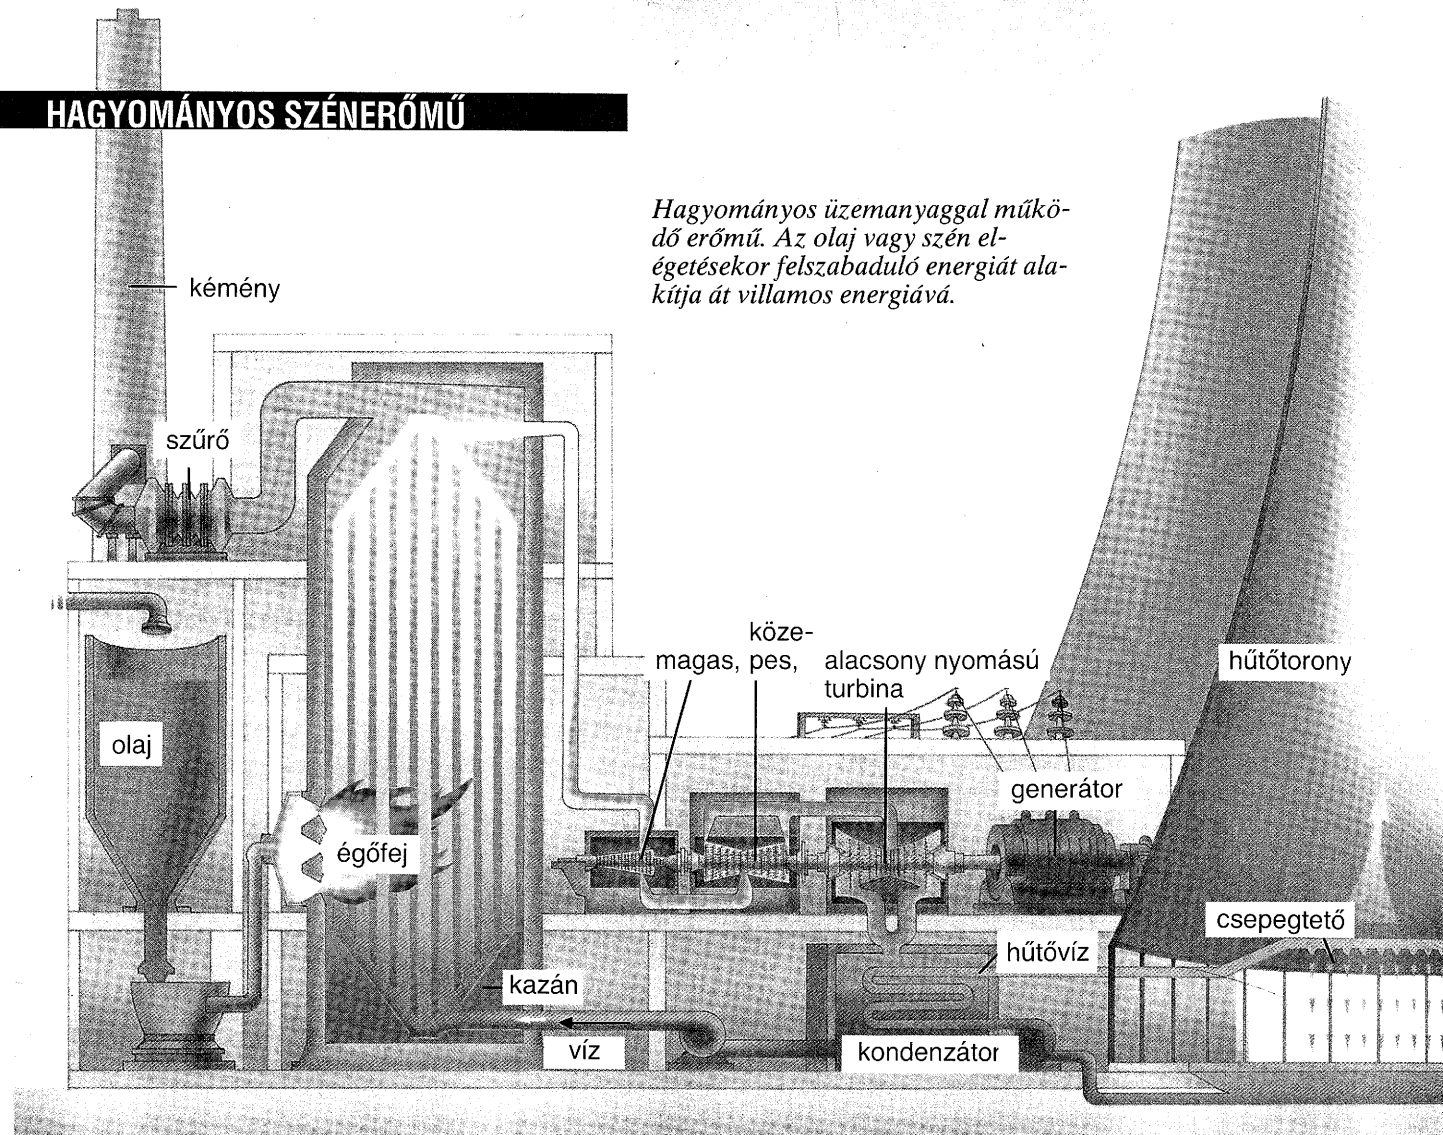 HAGYOMÁNYOS SZÉNERŐMŰ
Hagyományos üzemanyaggal műkö-
dő erőmű. Az olaj vagy szén el-
égetésekor felszabaduló energiát ala-
kítja át villamos energiává.
kémény
szűrő
köze-
magas, pes, alacsony nyomású
turbina
hűtőtorony
olaj
generátor
égőfej
csepegtető
hűtővíz
kazán
víz
kondenzátor